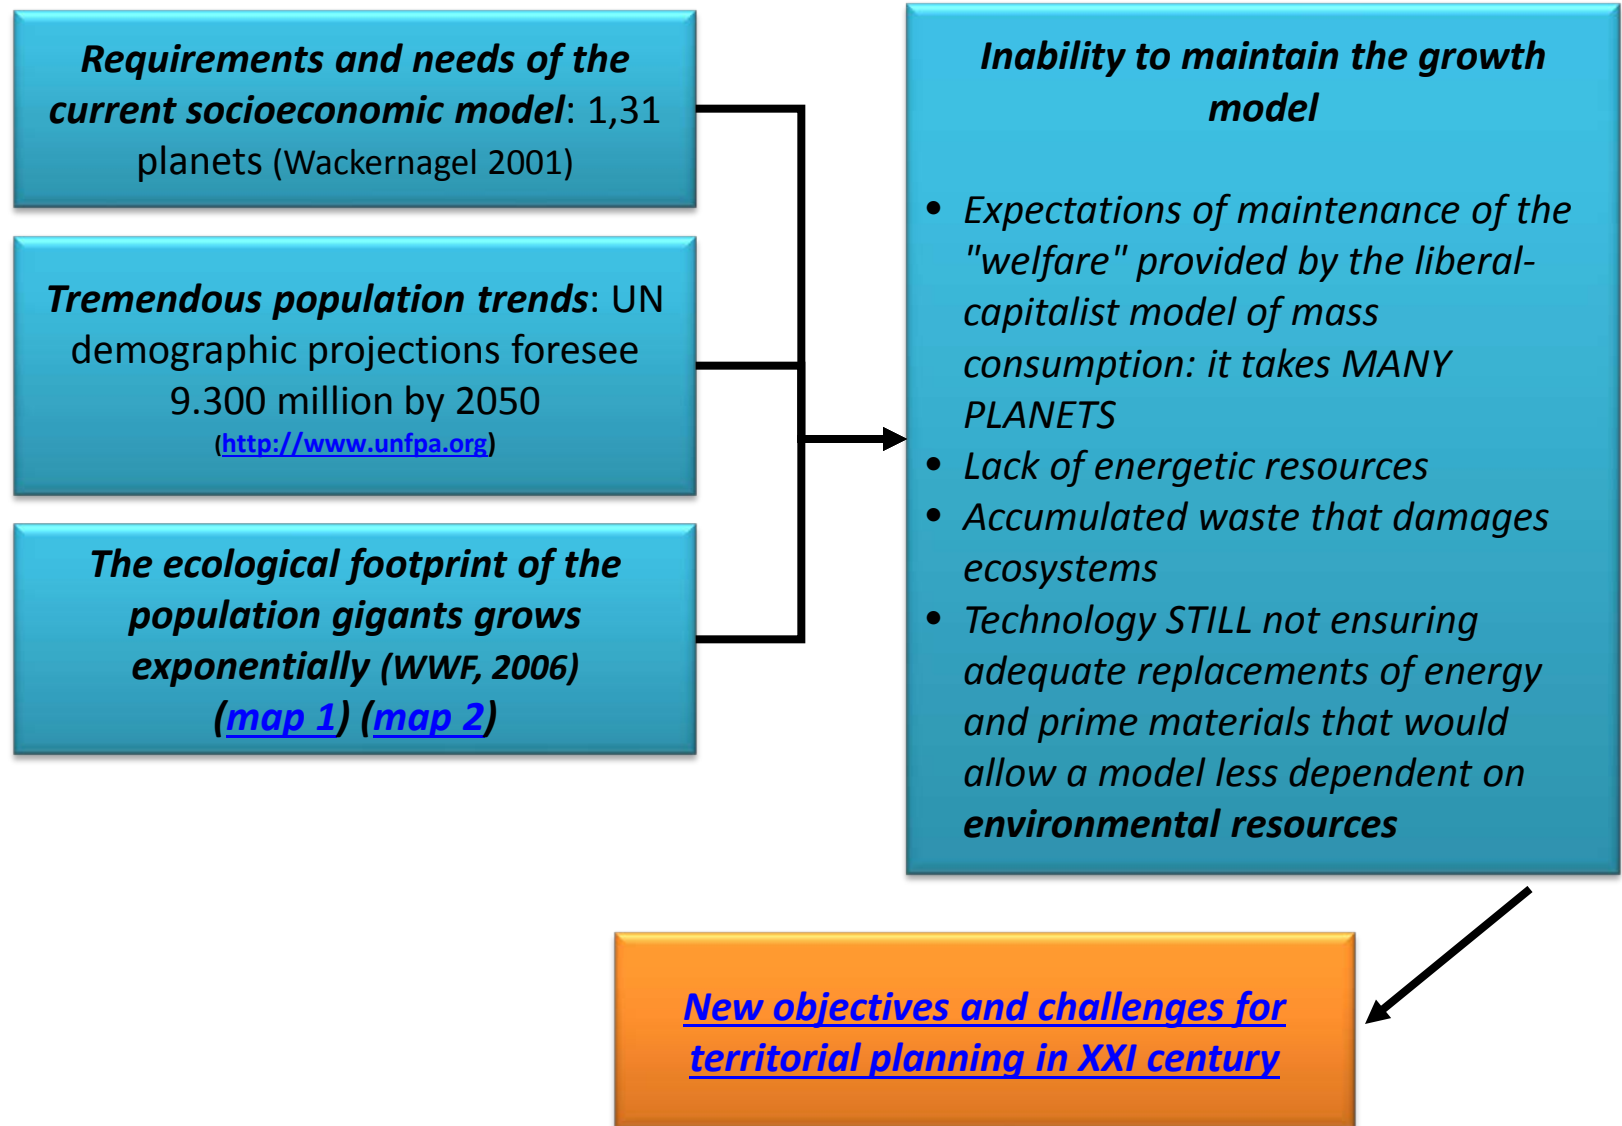 Requirements and needs of the
current socioeconomic model: 1,31
planets (Wackernagel 2001)
Tremendous population trends: UN
demographic projections foresee
9.300 million by 2050
(http://www.unfpa.org)
The ecological footprint of the
population gigants grows
exponentially (WWF, 2006)
(map 1) (map 2)
Inability to maintain the growth
model
• Expectations of maintenance of the
"welfare" provided by the liberal-
capitalist model of mass
consumption: it takes MANY
PLANETS
• Lack of energetic resources
• Accumulated waste that damages
ecosystems
• Technology STILL not ensuring
adequate replacements of energy
and prime materials that would
allow a model less dependent on
environmental resources
New objectives and challenges for
territorial planning in XXI century